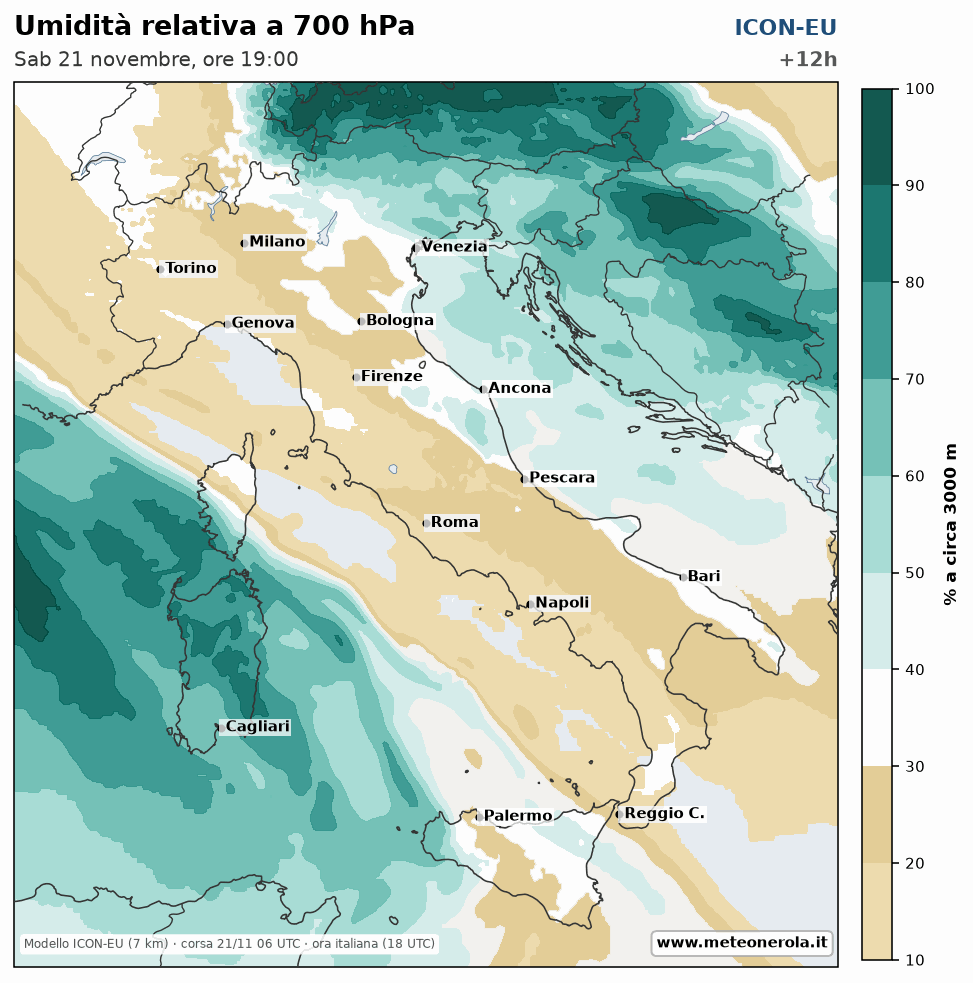 Umidità relativa a 700 hPa
ICON-EU
Sab 21 novembre, ore 19:00
+12h
Milano
Venezia
Torino
Genova
Bologna
Firenze
Ancona
Pescara
Roma
Bari
Napoli
Cagliari
Palermo
Reggio C.
100
90
80
70
60
50
40
30
20
10
% a circa 3000 m
Modello ICON-EU (7 km) · corsa 21/11 06 UTC · ora italiana (18 UTC)
www.meteonerola.it